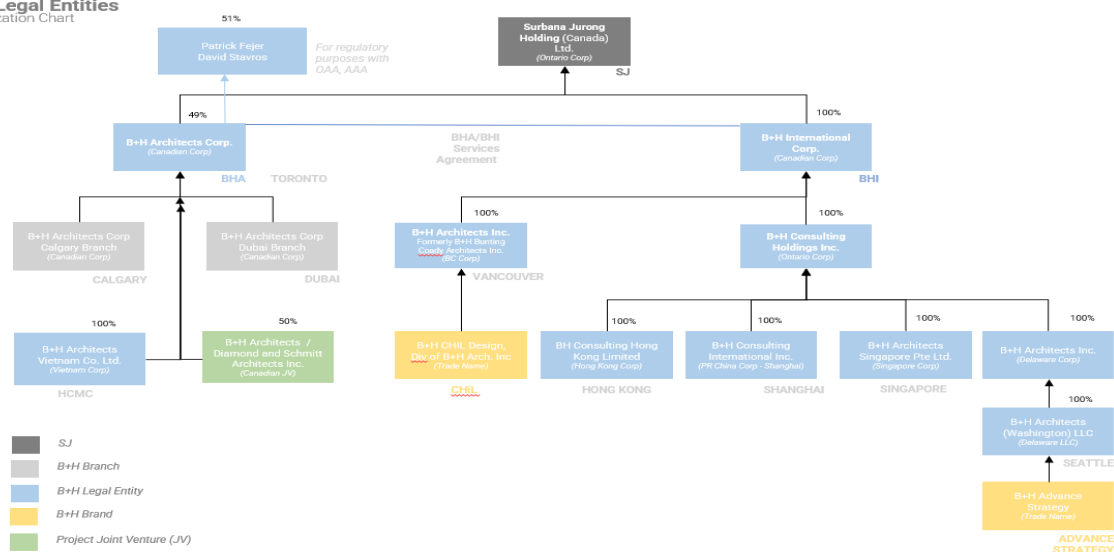 Legal Entities
zation Chart
51%
Patrick Fejer
David Stavros
For regulatory
purposes with
OAA, AAA
Surbana Jurong
Holding (Canada)
Ltd.
(Ontario Corp)
SJ
49%
100%
B+H Architects Corp.
(Canadian Corp)
BHA
TORONTO
BHA/BHI
Services
Agreement
B+H International
Corp.
(Canadian Corp)
BHI
B+H Architects Corp
Calgary Branch
(Canadian Corp)
CALGARY
B+H Architects Corp
Dubai Branch
(Canadian Corp)
DUBAI
100%
B+H Architects Inc.
Formerly B+H Bunting
Coady Architects Inc.
(BC Corp)
VANCOUVER
100%
B+H Consulting
Holdings Inc.
(Ontario Corp)
100%
B+H Architects
Vietnam Co. Ltd.
(Vietnam Corp)
HCMC
50%
B+H Architects /
Diamond and Schmitt
Architects Inc.
(Canadian JV)
B+H CHIL Design,
Div of B+H Arch. Inc
(Trade Name)
CHiL
100%
BH Consulting Hong
Kong Limited
(Hong Kong Corp)
HONG KONG
100%
B+H Consulting
International Inc.
(PR China Corp - Shanghai)
SHANGHAI
100%
B+H Architects
Singapore Pte Ltd.
(Singapore Corp)
SINGAPORE
100%
B+H Architects Inc.
(Delaware Corp)
100%
B+H Architects
(Washington) LLC
(Delaware LLC)
SEATTLE
B+H Advance
Strategy
(Trade Name)
ADVANCE
STRATEGY
SJ
B+H Branch
B+H Legal Entity
B+H Brand
Project Joint Venture (JV)